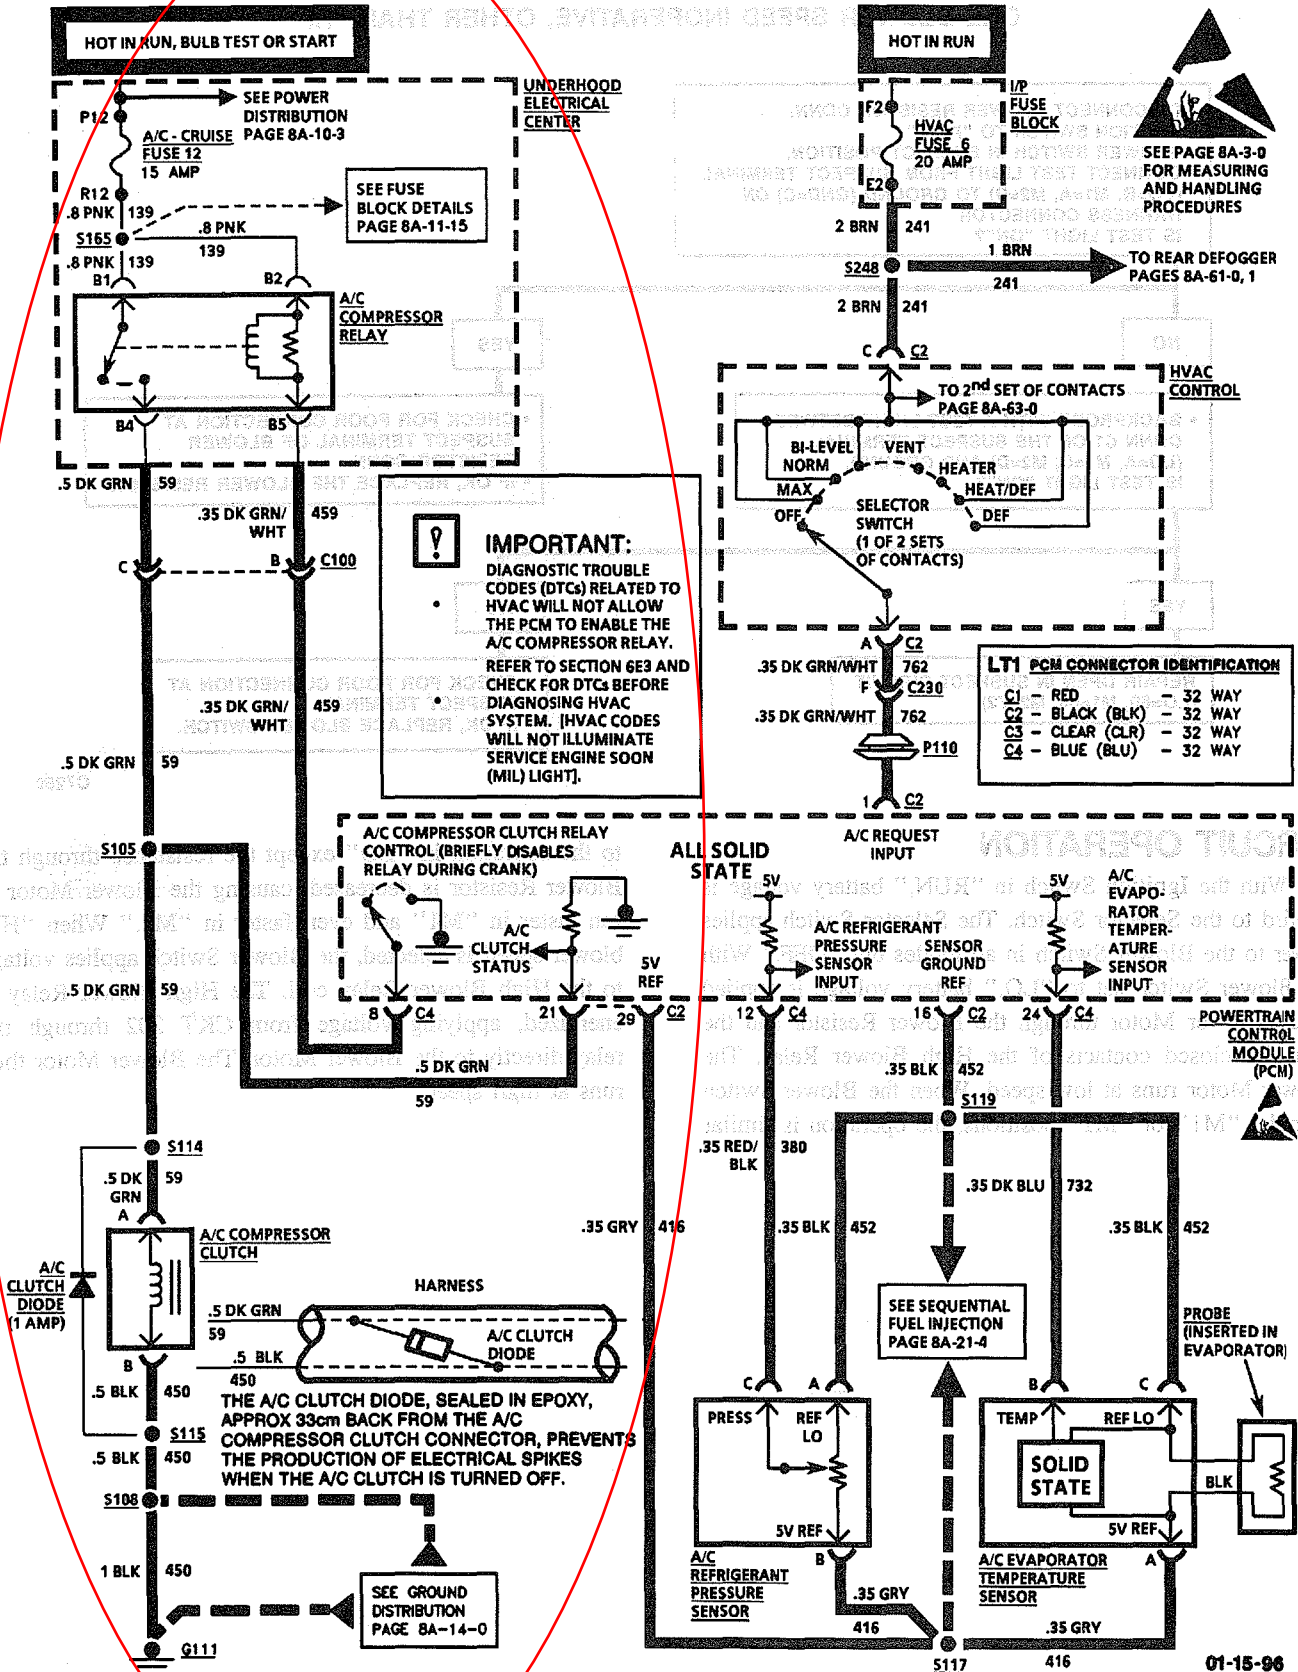 HOT IN RUN, BULB TEST OR START
HOT IN RUN
UNDERHOOD
ELECTRICAL
CENTER
P12
SEE POWER
DISTRIBUTION
PAGE 8A-10-3
A/C - CRUISE
FUSE 12
15 AMP
R12
.8 PNK 139
S165
.8 PNK
139
SEE FUSE
BLOCK DETAILS
PAGE 8A-11-15
.8 PNK 139
B1
B2
A/C
COMPRESSOR
RELAY
B4
B5
.5 DK GRN 59
.35 DK GRN/
WHT
459
C
B
C100
I/P
FUSE
BLOCK
F2
HVAC
FUSE 6
20 AMP
E2
SEE PAGE 8A-3-0
FOR MEASURING
AND HANDLING
PROCEDURES
2 BRN 241
S248
1 BRN
241
TO REAR DEFOGGER
PAGES 8A-61-0, 1
2 BRN 241
C
C2
HVAC
CONTROL
TO 2nd SET OF CONTACTS
PAGE 8A-63-0
BI-LEVEL
VENT
NORM
HEATER
MAX
HEAT/DEF
OFF
DEF
SELECTOR
SWITCH
(1 OF 2 SETS
OF CONTACTS)
A
C2
.35 DK GRN/WHT 762
F
C230
.35 DK GRN/WHT 762
P110
1
C2
IMPORTANT:
DIAGNOSTIC TROUBLE
CODES (DTCs) RELATED TO
HVAC WILL NOT ALLOW
THE PCM TO ENABLE THE
A/C COMPRESSOR RELAY.
REFER TO SECTION 6E3 AND
CHECK FOR DTCs BEFORE
DIAGNOSING HVAC
SYSTEM. [HVAC CODES
WILL NOT ILLUMINATE
SERVICE ENGINE SOON
(MIL) LIGHT].
LT1 PCM CONNECTOR IDENTIFICATION
C1 - RED - 32 WAY
C2 - BLACK (BLK) - 32 WAY
C3 - CLEAR (CLR) - 32 WAY
C4 - BLUE (BLU) - 32 WAY
.35 DK GRN/
WHT
459
.5 DK GRN 59
S105
A/C COMPRESSOR CLUTCH RELAY
CONTROL (BRIEFLY DISABLES
RELAY DURING CRANK)
ALL SOLID
STATE
A/C REQUEST
INPUT
5V
5V
A/C
EVAPO-
RATOR
TEMPER-
ATURE
SENSOR
INPUT
A/C
CLUTCH
STATUS
A/C REFRIGERANT
PRESSURE
SENSOR
INPUT
SENSOR
GROUND
REF
5V
REF
.5 DK GRN 59
8
C4
21
29
C2
12
C4
16
C2
24
C4
POWERTRAIN
CONTROL
MODULE
(PCM)
.5 DK GRN
59
.35 BLK 452
S119
S114
.5 DK
GRN
59
A
A/C COMPRESSOR
CLUTCH
A/C
CLUTCH
DIODE
(1 AMP)
B
.35 RED/
BLK
380
.35 DK BLU 732
.35 GRY 416
.35 BLK 452
.35 BLK 452
HARNESS
.5 DK GRN
59
A/C CLUTCH
DIODE
.5 BLK
450
SEE SEQUENTIAL
FUEL INJECTION
PAGE 8A-21-4
PROBE
(INSERTED IN
EVAPORATOR)
.5 BLK 450
S115
.5 BLK 450
THE A/C CLUTCH DIODE, SEALED IN EPOXY,
APPROX 33cm BACK FROM THE A/C
COMPRESSOR CLUTCH CONNECTOR, PREVENTS
THE PRODUCTION OF ELECTRICAL SPIKES
WHEN THE A/C CLUTCH IS TURNED OFF.
C
A
B
C
PRESS
REF
LO
TEMP
REF LO
SOLID
STATE
BLK
5V REF
5V REF
S108
1 BLK 450
SEE GROUND
DISTRIBUTION
PAGE 8A-14-0
G111
A/C
REFRIGERANT
PRESSURE
SENSOR
B
A/C EVAPORATOR
TEMPERATURE
SENSOR
A
.35 GRY
416
.35 GRY
416
S117
01-15-96